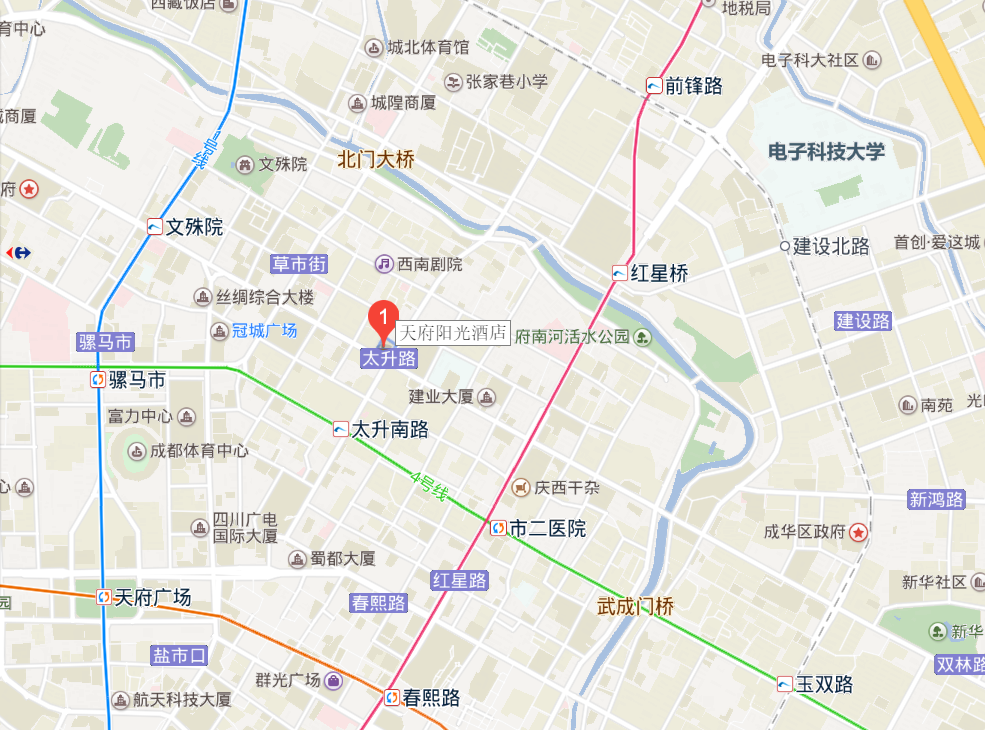 西藏饭店
地税局
育中心
城北体育馆
电子科大社区
张家巷小学
前锋路
城隍商厦
城商厦
1号线
电子科技大学
文殊院
北门大桥
府
文殊院
建设北路
首创·爱这城
草市街
西南剧院
红星桥
丝绸综合大楼
1
冠城广场
天府阳光酒店
府南河活水公园
建设路
骡马市
太升路
骡马市
建业大厦
南苑
光
富力中心
太升南路
成都体育中心
4号线
心
庆西干杂
新鸿路
四川广电
国际大厦
市二医院
成华区政府
蜀都大厦
红星路
新华社区
天府广场
园
春熙路
武成门桥
新华
盐市口
双林路
群光广场
玉双路
航天科技大厦
春熙路